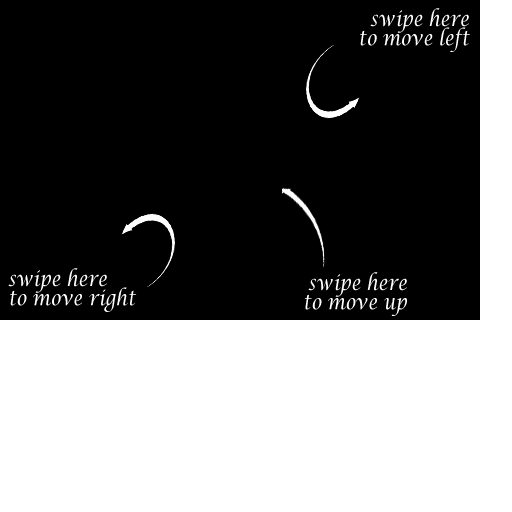 swipe here
to move left
swipe here
to move right
swipe here
to move up